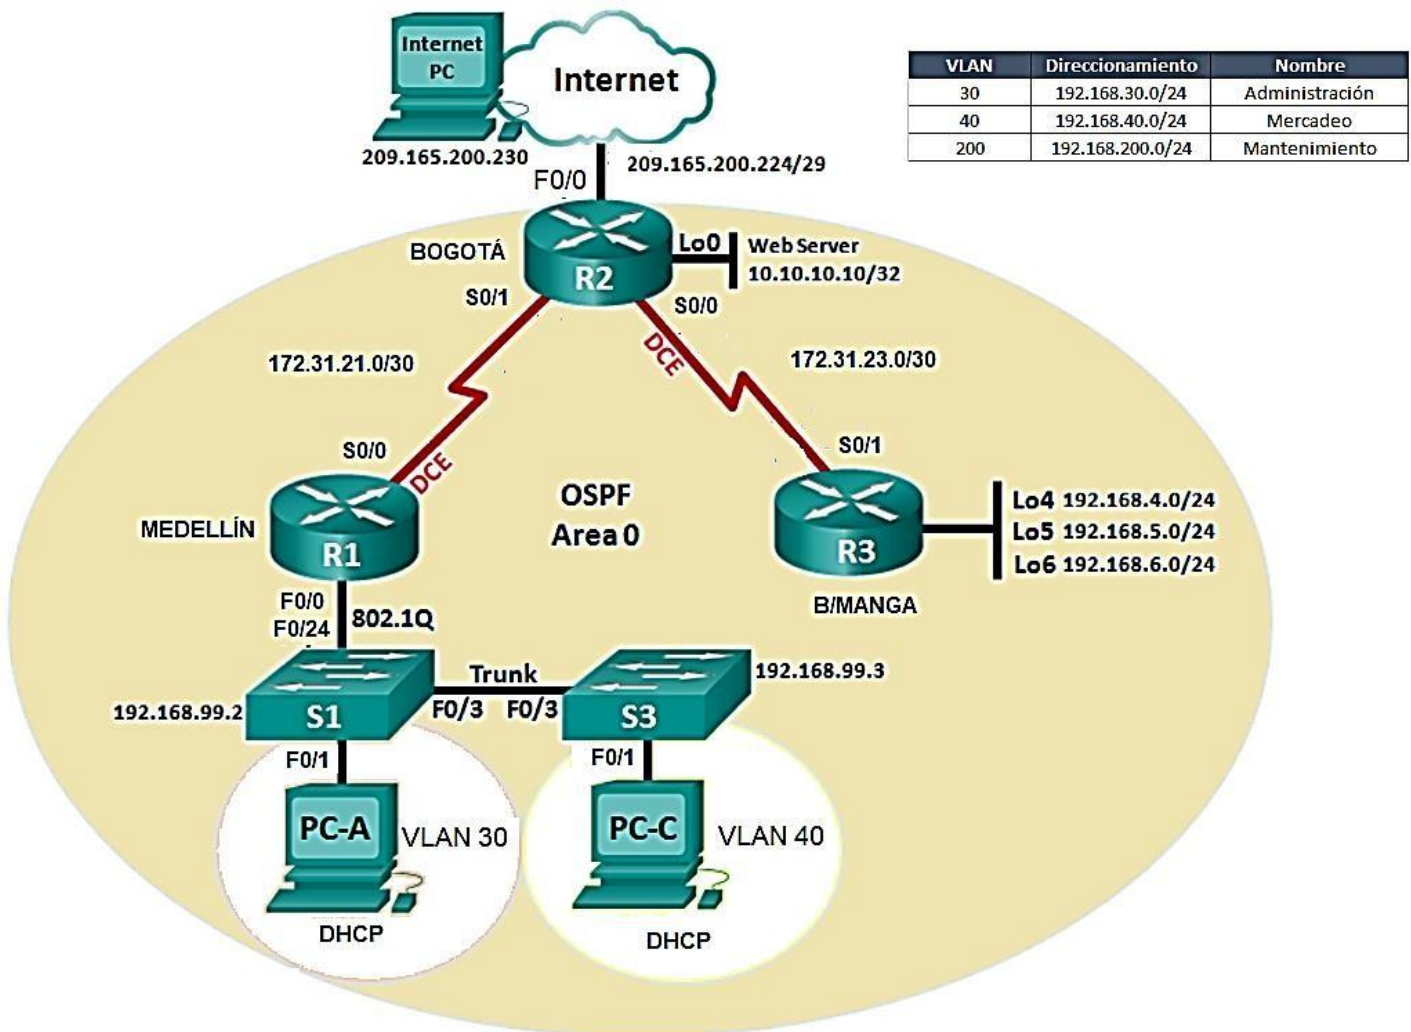 Internet
PC
Internet
209.165.200.230
209.165.200.224/29
F0/0
VLAN Direccionamiento Nombre
30 192.168.30.0/24 Administración
40 192.168.40.0/24 Mercadeo
200 192.168.200.0/24 Mantenimiento
BOGOTÁ
R2
Lo0
Web Server
10.10.10.10/32
S0/1
S0/0
DCE
172.31.21.0/30
172.31.23.0/30
S0/0
DCE
S0/1
MEDELLÍN
R1
OSPF
Area 0
R3
B/MANGA
Lo4 192.168.4.0/24
Lo5 192.168.5.0/24
Lo6 192.168.6.0/24
F0/0
F0/24
802.1Q
192.168.99.2
S1
Trunk
F0/3 F0/3
S3
192.168.99.3
F0/1
F0/1
PC-A
VLAN 30
DHCP
PC-C
VLAN 40
DHCP